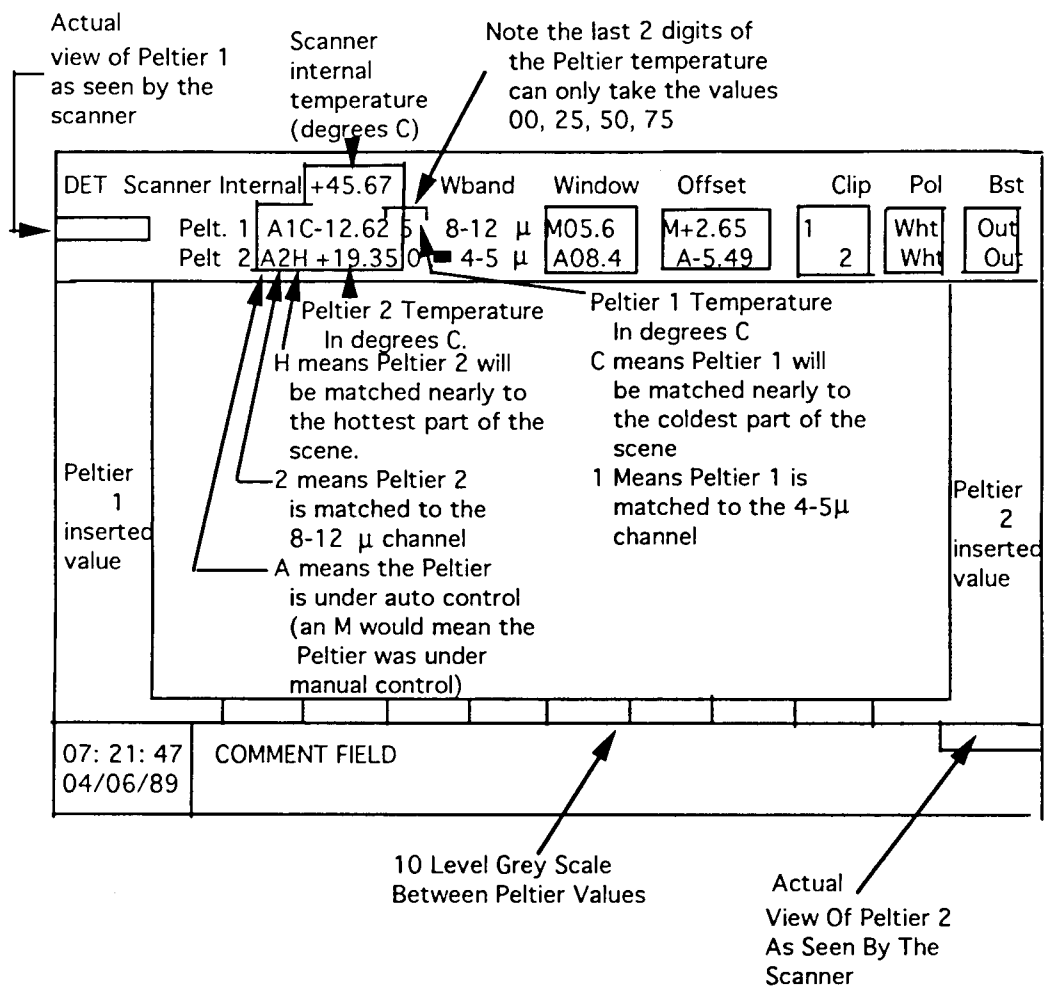 Actual
view of Peltier 1
as seen by the
scanner
Scanner
internal
temperature
(degrees C)
Note the last 2 digits of
the Peltier temperature
can only take the values
00, 25, 50, 75
DET Scanner Internal +45.67 Wband Window Offset Clip Pol Bst
Pelt. 1 A1C-12.62 5 8-12 μ M05.6 M+2.65 1 Wht Out
Pelt 2 A2H +19.35 0 4-5 μ A08.4 A-5.49 2 Wht Out
Peltier 2 Temperature
In degrees C.
H means Peltier 2 will
be matched nearly to
the hottest part of the
scene.
2 means Peltier 2
is matched to the
8-12 μ channel
A means the Peltier
is under auto control
(an M would mean the
Peltier was under
manual control)
Peltier 1 Temperature
In degrees C
C means Peltier 1 will
be matched nearly to
the coldest part of the
scene
1 Means Peltier 1 is
matched to the 4-5μ
channel
Peltier
1
inserted
value
Peltier
2
inserted
value
07: 21: 47
04/06/89
COMMENT FIELD
10 Level Grey Scale
Between Peltier Values
Actual
View Of Peltier 2
As Seen By The
Scanner